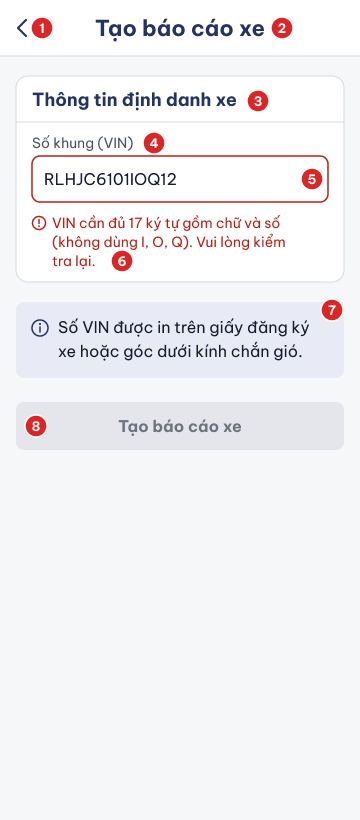 1 Tạo báo cáo xe 2
Thông tin định danh xe 3
Số khung (VIN) 4
RLHJC6101IOQ12 5
VIN cần đủ 17 ký tự gồm chữ và số
(không dùng I, O, Q). Vui lòng kiểm
tra lại. 6
7
Số VIN được in trên giấy đăng ký
xe hoặc góc dưới kính chắn gió.
8 Tạo báo cáo xe